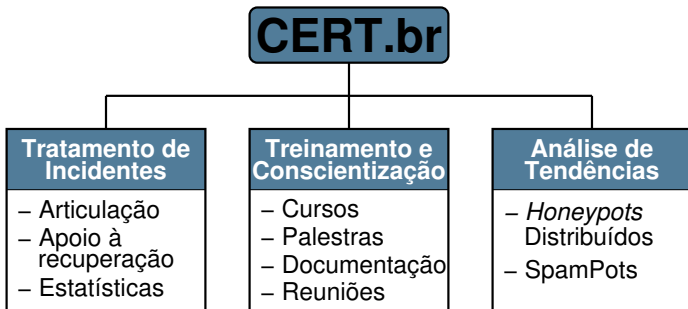 CERT.br
Tratamento de
Incidentes
– Articulação
– Apoio à
recuperação
– Estatísticas
Treinamento e
Conscientização
– Cursos
– Palestras
– Documentação
– Reuniões
Análise de
Tendências
– Honeypots
Distribuídos
– SpamPots